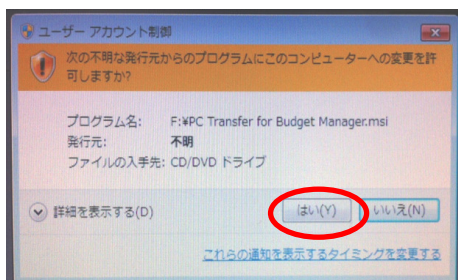 ユーザー アカウント制御
次の不明な発行元からのプログラムにこのコンピューターへの変更を許
可しますか?
プログラム名: F:¥PC Transfer for Budget Manager.msi
発行元: 不明
ファイルの入手先: CD/DVD ドライブ
詳細を表示する(D) はい(Y) いいえ(N)
これらの通知を表示するタイミングを変更する